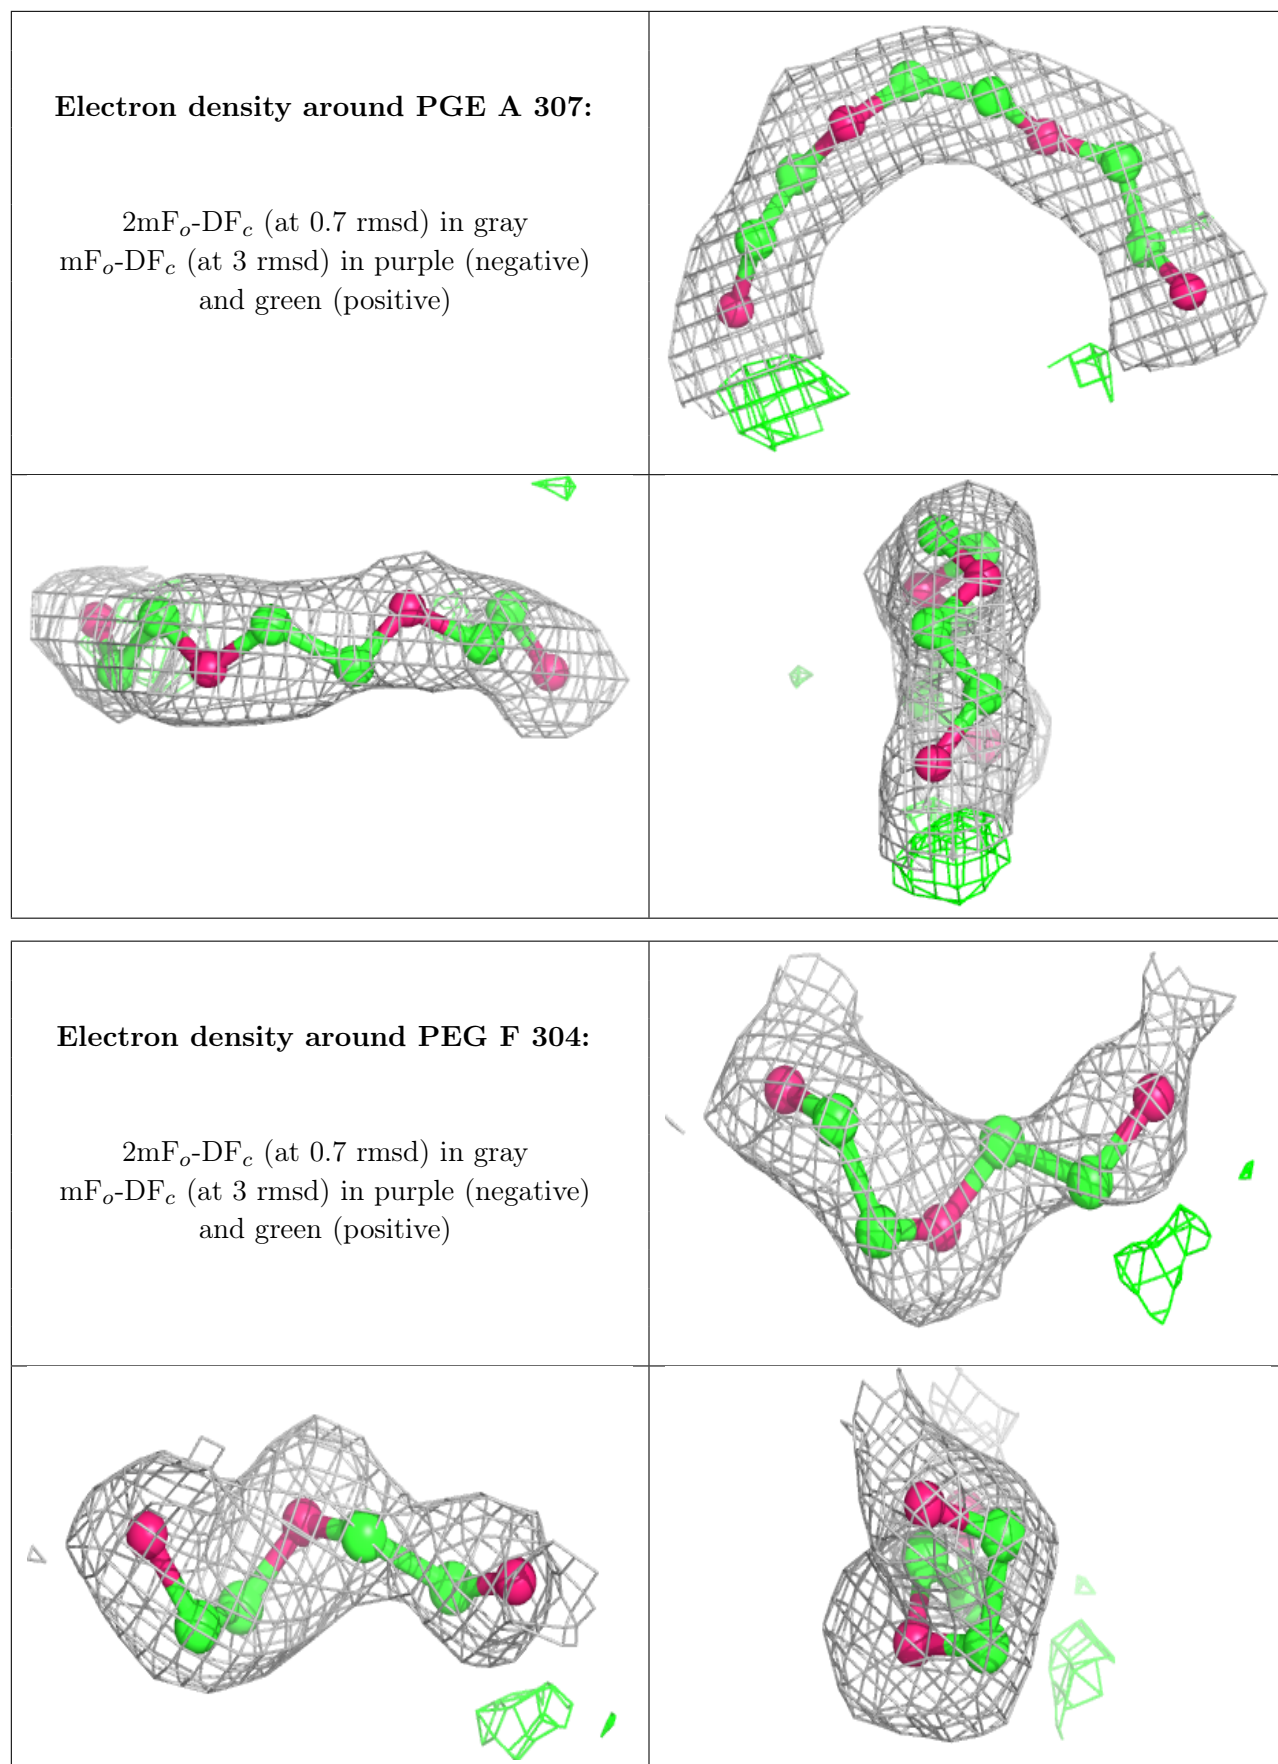 Electron density around PGE A 307:
2mFo-DFc (at 0.7 rmsd) in gray
mFo-DFc (at 3 rmsd) in purple (negative)
and green (positive)
Electron density around PEG F 304:
2mFo-DFc (at 0.7 rmsd) in gray
mFo-DFc (at 3 rmsd) in purple (negative)
and green (positive)